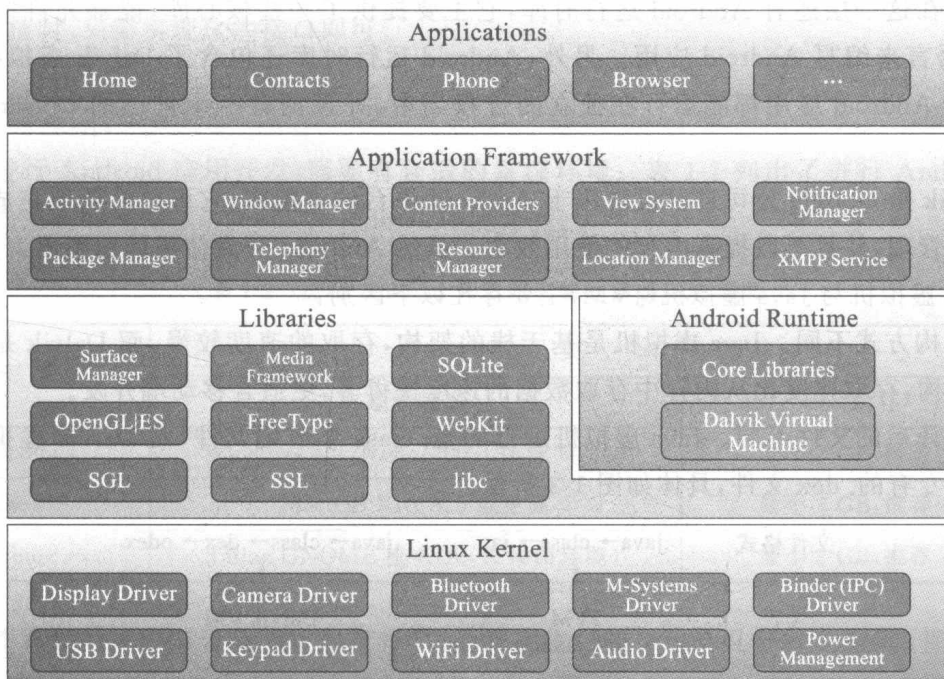 Applications
Home
Contacts
Phone
Browser
...
Application Framework
Activity Manager
Window Manager
Content Providers
View System
Notification
Manager
Package Manager
Telephony
Manager
Resource
Manager
Location Manager
XMPP Service
Libraries
Surface
Manager
Media
Framework
SQLite
OpenGL|ES
FreeType
WebKit
SGL
SSL
libc
Android Runtime
Core Libraries
Dalvik Virtual
Machine
Linux Kernel
Display Driver
Camera Driver
Bluetooth
Driver
M-Systems
Driver
Binder (IPC)
Driver
USB Driver
Keypad Driver
WiFi Driver
Audio Driver
Power
Management